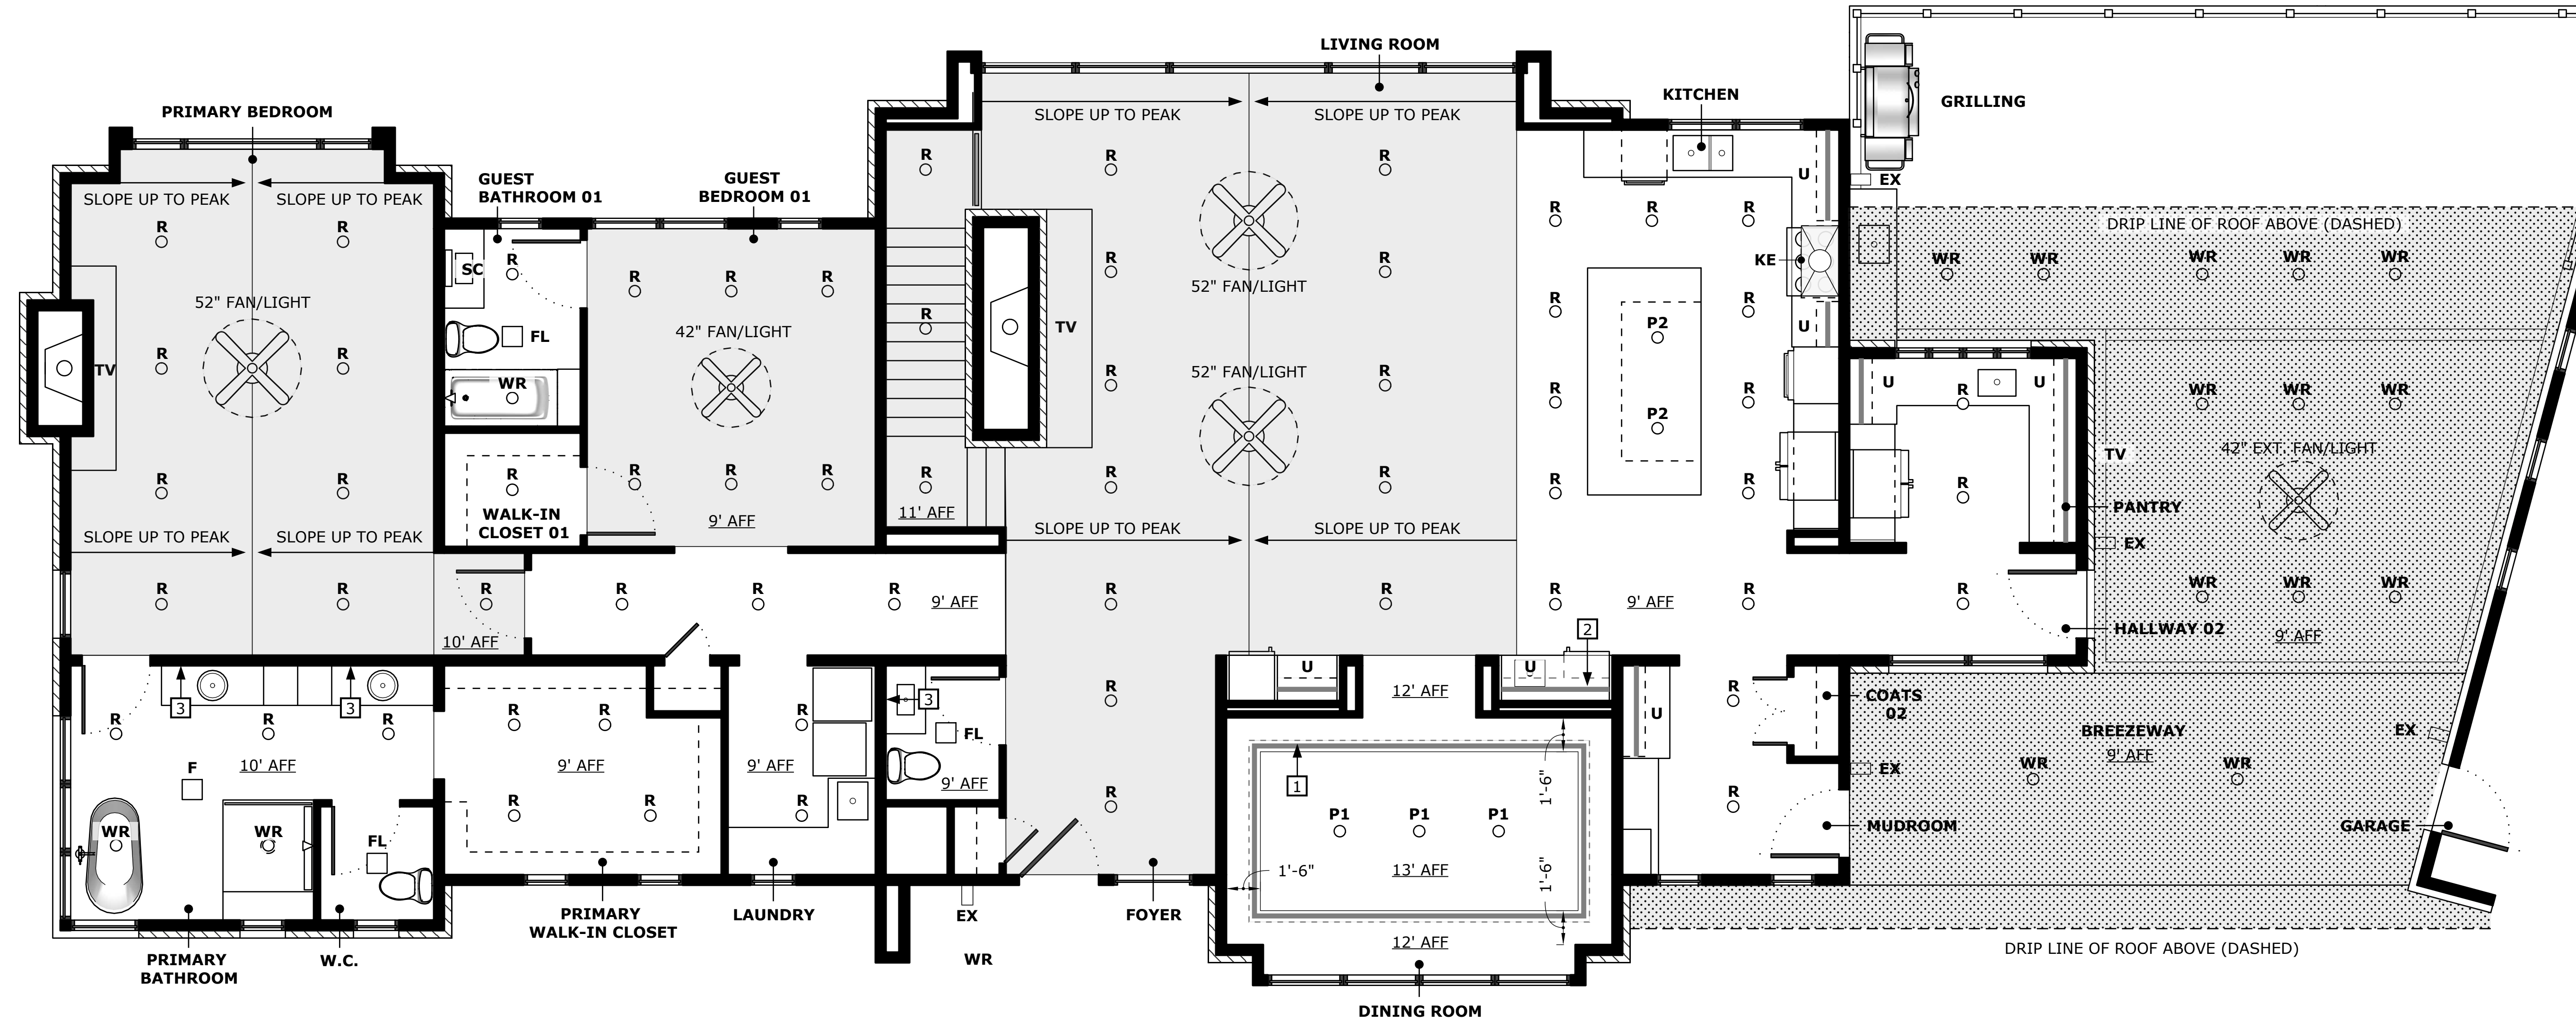 LIVING ROOM
KITCHEN
GRILLING
PRIMARY BEDROOM
SLOPE UP TO PEAK
SLOPE UP TO PEAK
R
R
EX
GUEST
BATHROOM 01
GUEST
BEDROOM 01
SLOPE UP TO PEAK
SLOPE UP TO PEAK
R
U
R
R
R
R
R
DRIP LINE OF ROOF ABOVE (DASHED)
SC
R
R
R
R
R
R
KE
WR
WR
WR
WR
WR
52" FAN/LIGHT
52" FAN/LIGHT
R
R
42" FAN/LIGHT
FL
R
TV
P2
U
R
R
TV
WR
52" FAN/LIGHT
R
R
R
R
P2
U
R
U
WR
WR
WR
42" EXT. FAN/LIGHT
TV
R
R
R
R
R
R
R
R
R
R
R
R
R
WALK-IN
CLOSET 01
9' AFF
11' AFF
PANTRY
SLOPE UP TO PEAK
SLOPE UP TO PEAK
SLOPE UP TO PEAK
SLOPE UP TO PEAK
EX
R
R
R
R
R
R
9' AFF
R
R
R
9' AFF
R
R
WR
WR
WR
10' AFF
2
HALLWAY 02
9' AFF
U
U
12' AFF
3
3
3
R
R
COATS
02
R
R
R
R
R
R
FL
U
BREEZEWAY
9' AFF
EX
F
10' AFF
9' AFF
9' AFF
9' AFF
1
1'-6"
EX
WR
WR
R
R
R
R
P1
P1
P1
R
WR
WR
FL
MUDROOM
GARAGE
1'-6"
13' AFF
1'-6"
PRIMARY
WALK-IN CLOSET
LAUNDRY
EX
FOYER
12' AFF
DRIP LINE OF ROOF ABOVE (DASHED)
PRIMARY
BATHROOM
W.C.
WR
DINING ROOM